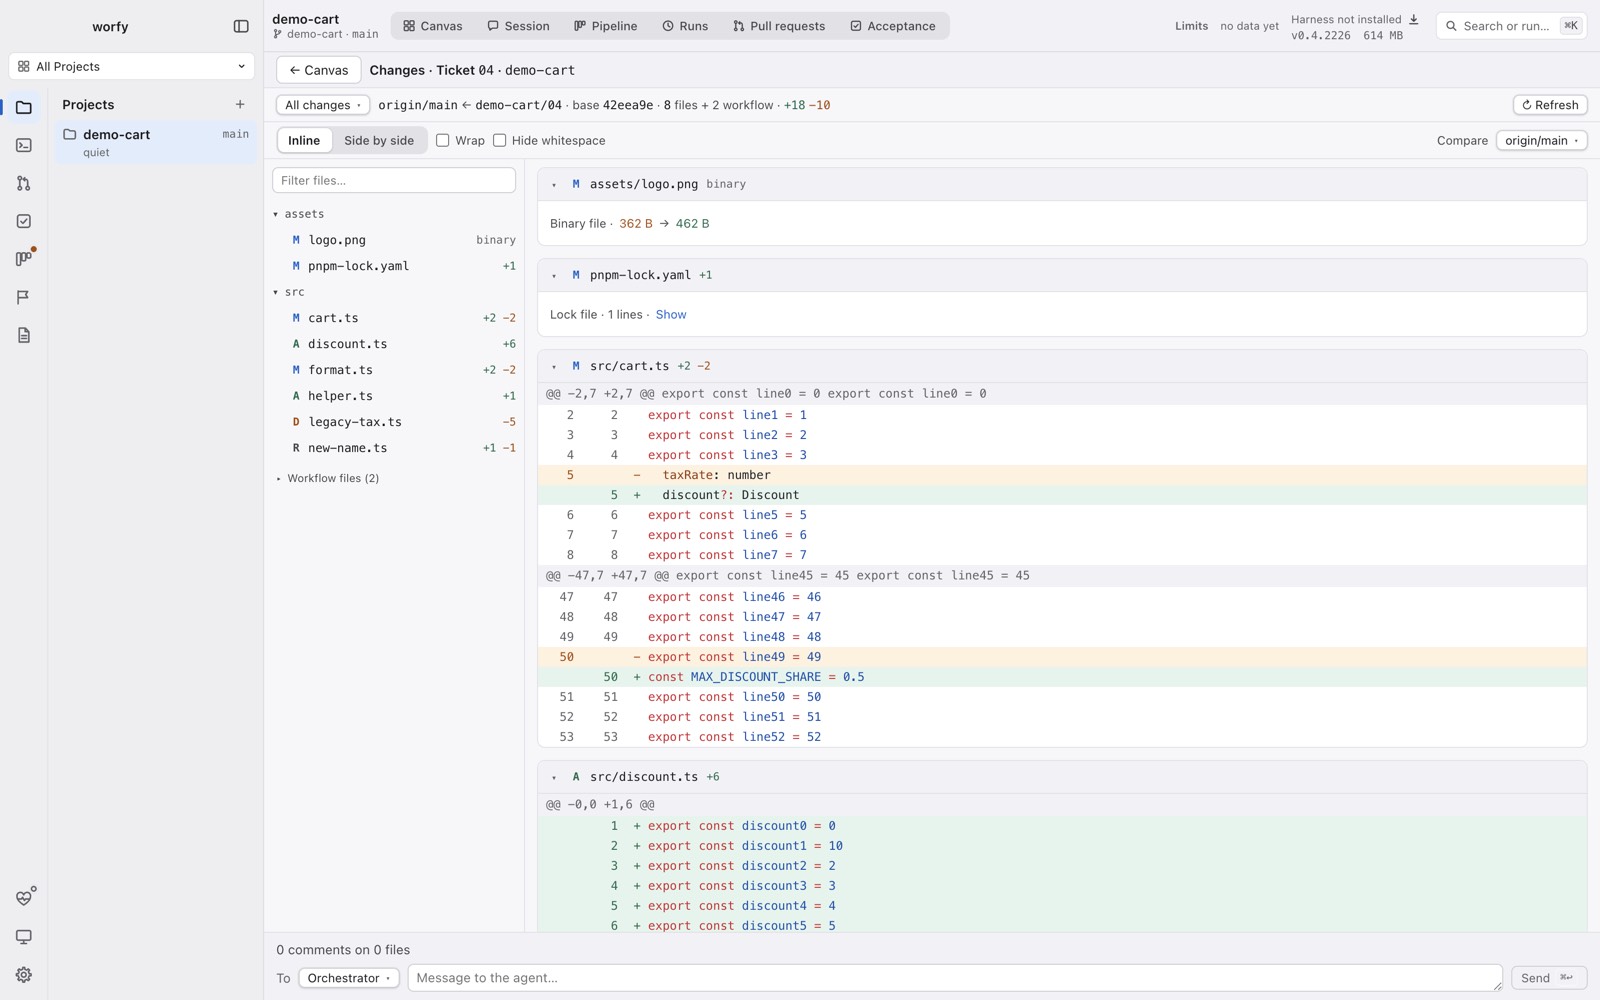 worfy
All Projects
Projects +
demo-cart main
quiet
demo-cart
demo-cart · main
Canvas Session Pipeline Runs Pull requests Acceptance
Limits no data yet
Harness not installed
v0.4.2226 614 MB
Search or run... ⌘K
← Canvas Changes · Ticket 04 · demo-cart
All changes origin/main ← demo-cart/04 · base 42eea9e · 8 files + 2 workflow · +18 −10
Refresh
Inline Side by side Wrap Hide whitespace
Compare origin/main
Filter files...
assets
M logo.png binary
M pnpm-lock.yaml +1
src
M cart.ts +2 −2
A discount.ts +6
M format.ts +2 −2
A helper.ts +1
D legacy-tax.ts −5
R new-name.ts +1 −1
Workflow files (2)
M assets/logo.png binary
Binary file · 362 B → 462 B
M pnpm-lock.yaml +1
Lock file · 1 lines · Show
M src/cart.ts +2 −2
@@ −2,7 +2,7 @@ export const line0 = 0 export const line0 = 0
2 2 export const line1 = 1
3 3 export const line2 = 2
4 4 export const line3 = 3
5 − taxRate: number
5 + discount?: Discount
6 6 export const line5 = 5
7 7 export const line6 = 6
8 8 export const line7 = 7
@@ −47,7 +47,7 @@ export const line45 = 45 export const line45 = 45
47 47 export const line46 = 46
48 48 export const line47 = 47
49 49 export const line48 = 48
50 − export const line49 = 49
50 + const MAX_DISCOUNT_SHARE = 0.5
51 51 export const line50 = 50
52 52 export const line51 = 51
53 53 export const line52 = 52
A src/discount.ts +6
@@ −0,0 +1,6 @@
1 + export const discount0 = 0
2 + export const discount1 = 10
3 + export const discount2 = 2
4 + export const discount3 = 3
5 + export const discount4 = 4
6 + export const discount5 = 5
0 comments on 0 files
To Orchestrator Message to the agent... Send ⌘↩